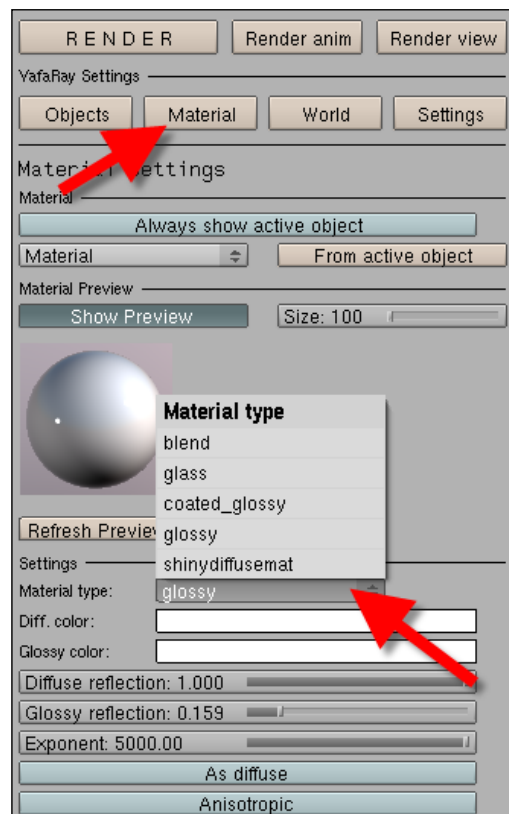 RENDER Render anim Render view
YafaRay Settings
Objects Material World Settings
Material Settings
Material
Always show active object
Material From active object
Material Preview
Show Preview Size: 100
Material type
blend
glass
coated_glossy
glossy
shinydiffusemat
Refresh Preview
Settings
Material type: glossy
Diff. color:
Glossy color:
Diffuse reflection: 1.000
Glossy reflection: 0.159
Exponent: 5000.00
As diffuse
Anisotropic